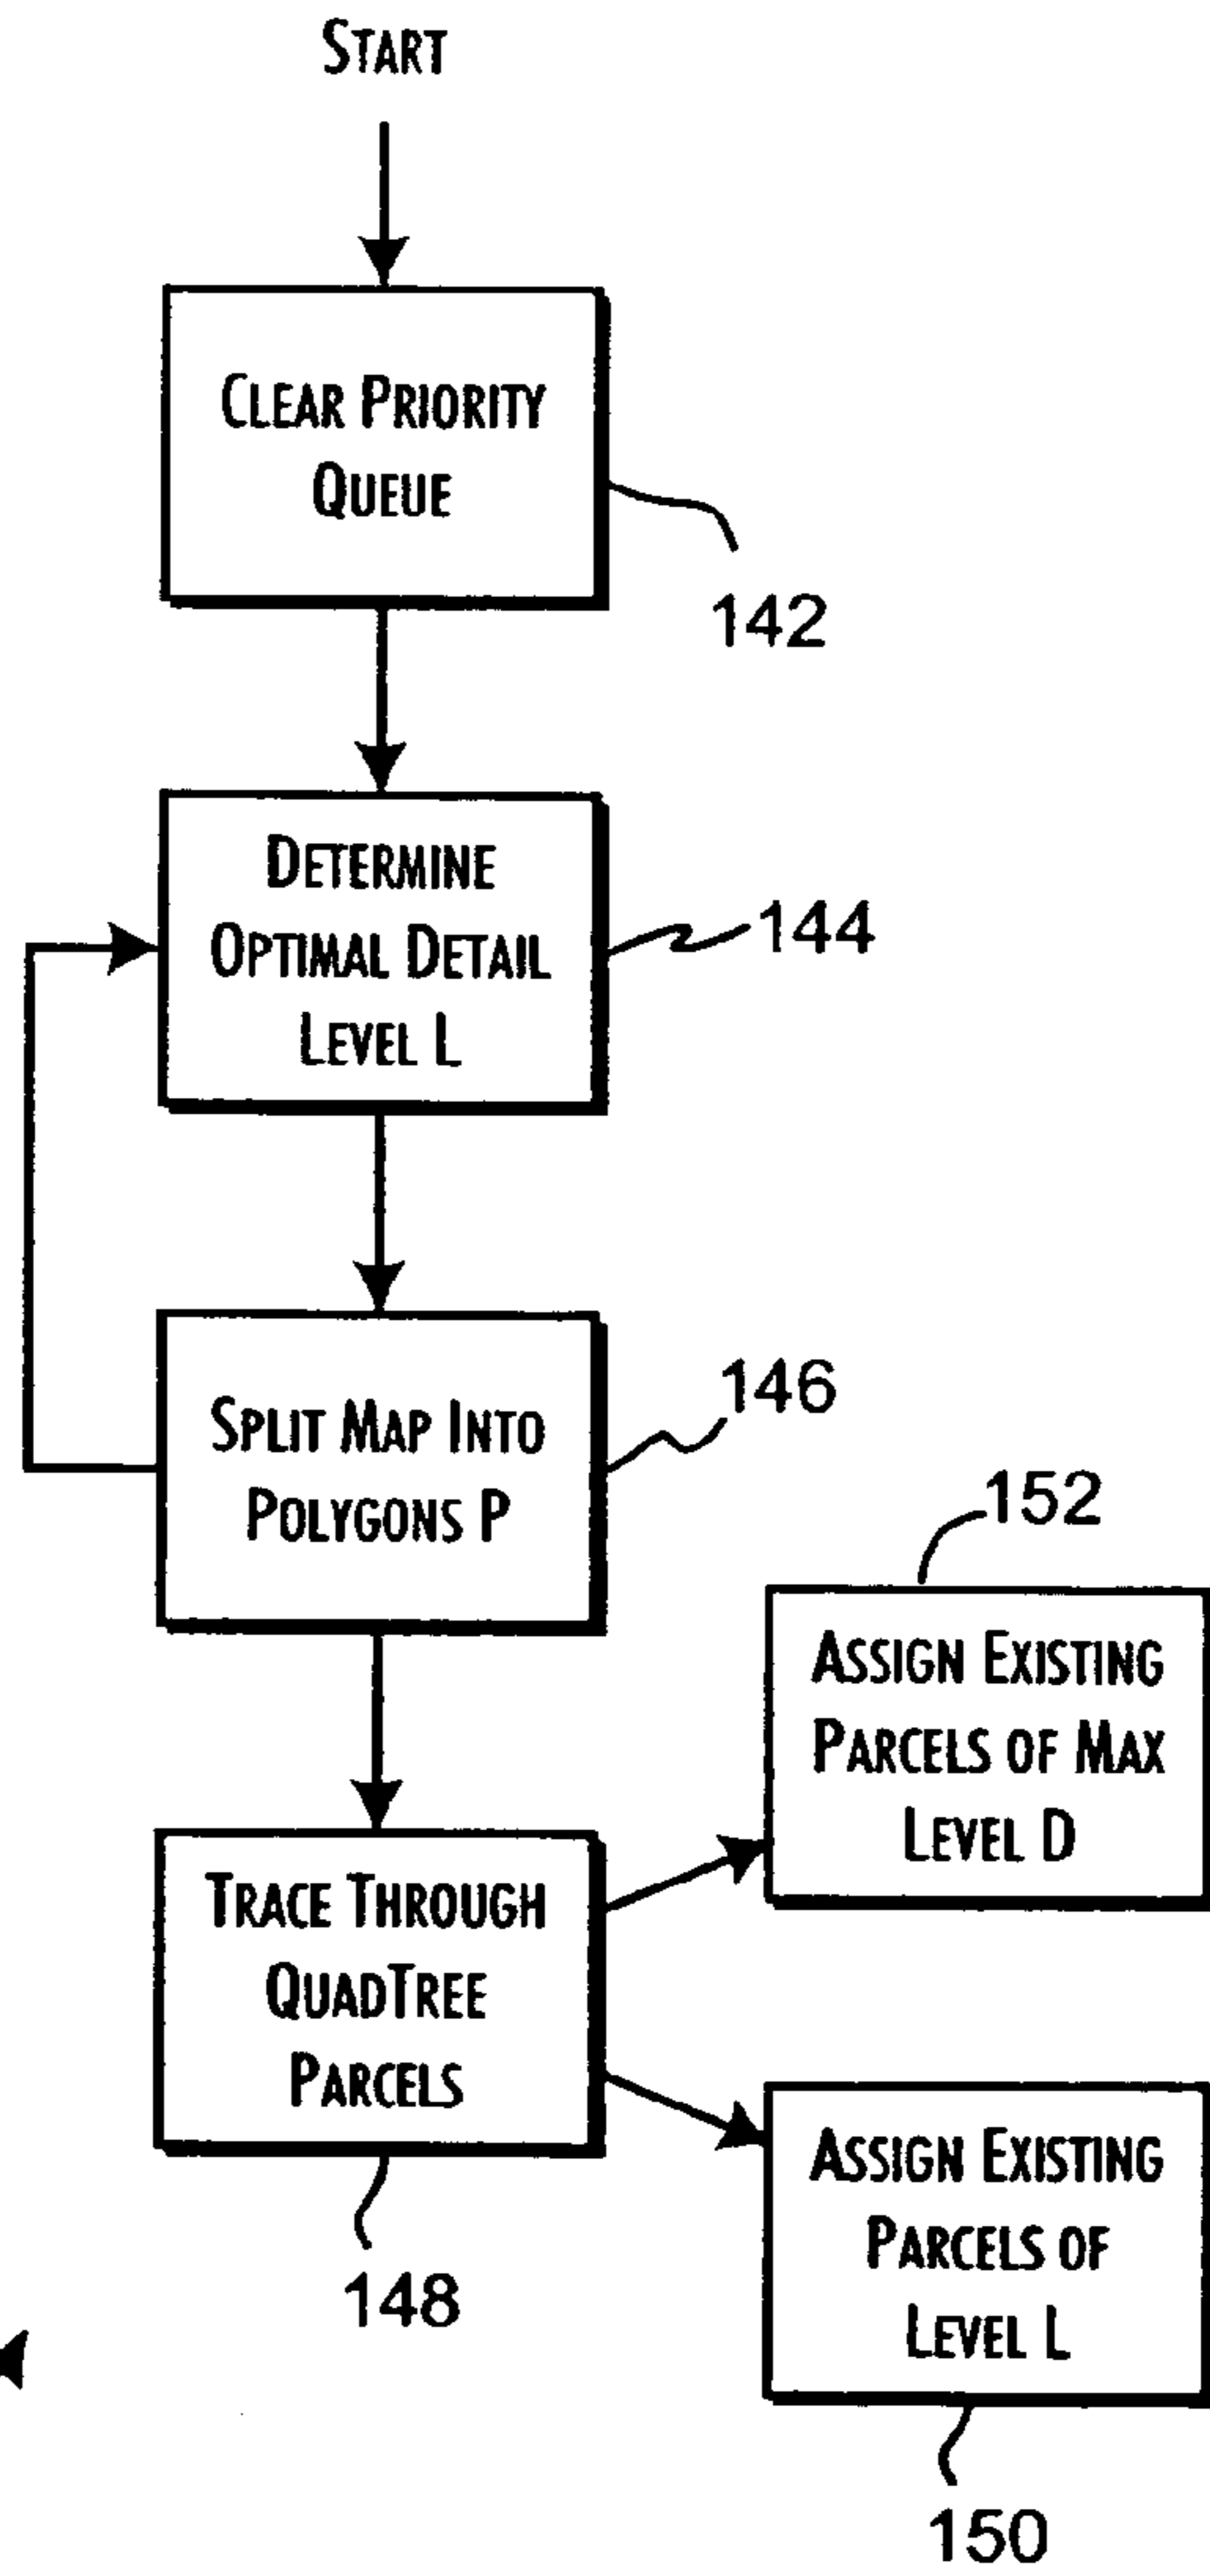 START
CLEAR PRIORITY
QUEUE
142
DETERMINE
OPTIMAL DETAIL
LEVEL L
144
SPLIT MAP INTO
POLYGONS P
146
152
ASSIGN EXISTING
PARCELS OF MAX
LEVEL D
TRACE THROUGH
QUADTREE
PARCELS
148
ASSIGN EXISTING
PARCELS OF
LEVEL L
150